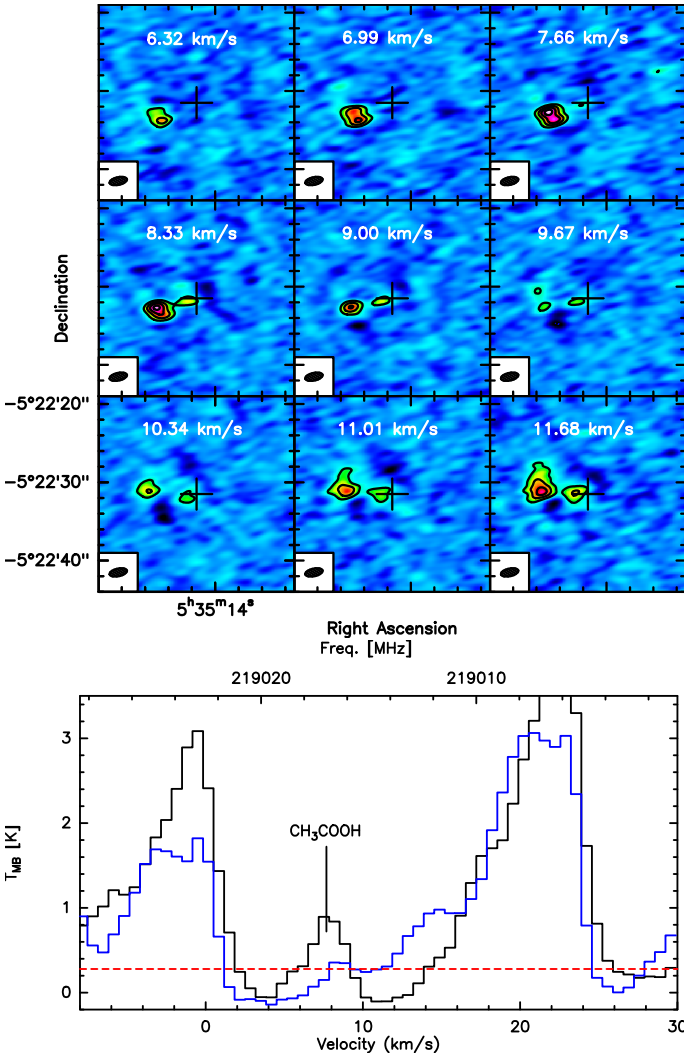 6.32 km/s 6.99 km/s 7.66 km/s
8.33 km/s 9.00 km/s 9.67 km/s
Declination
−5°22'20"
10.34 km/s 11.01 km/s 11.68 km/s
−5°22'30"
−5°22'40"
5ʰ35ᵐ14ˢ
Right Ascension
Freq. [MHz]
219020 219010
3
CH₃COOH
2
T_MB [K]
1
0
0 10 20 30
Velocity (km/s)